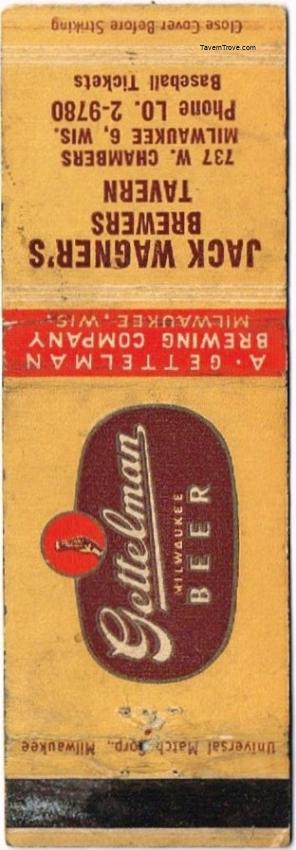 TavernTrove.com
Close Cover Before Striking
JACK WAGNER'S
BREWERS
TAVERN
737 W. CHAMBERS
MILWAUKEE 6, WIS.
Phone LO. 2-9780
Baseball Tickets
A. GETTELMAN
BREWING COMPANY
MILWAUKEE, WIS.
Gettelman
MILWAUKEE
BEER
Universal Match Corp., Milwaukee